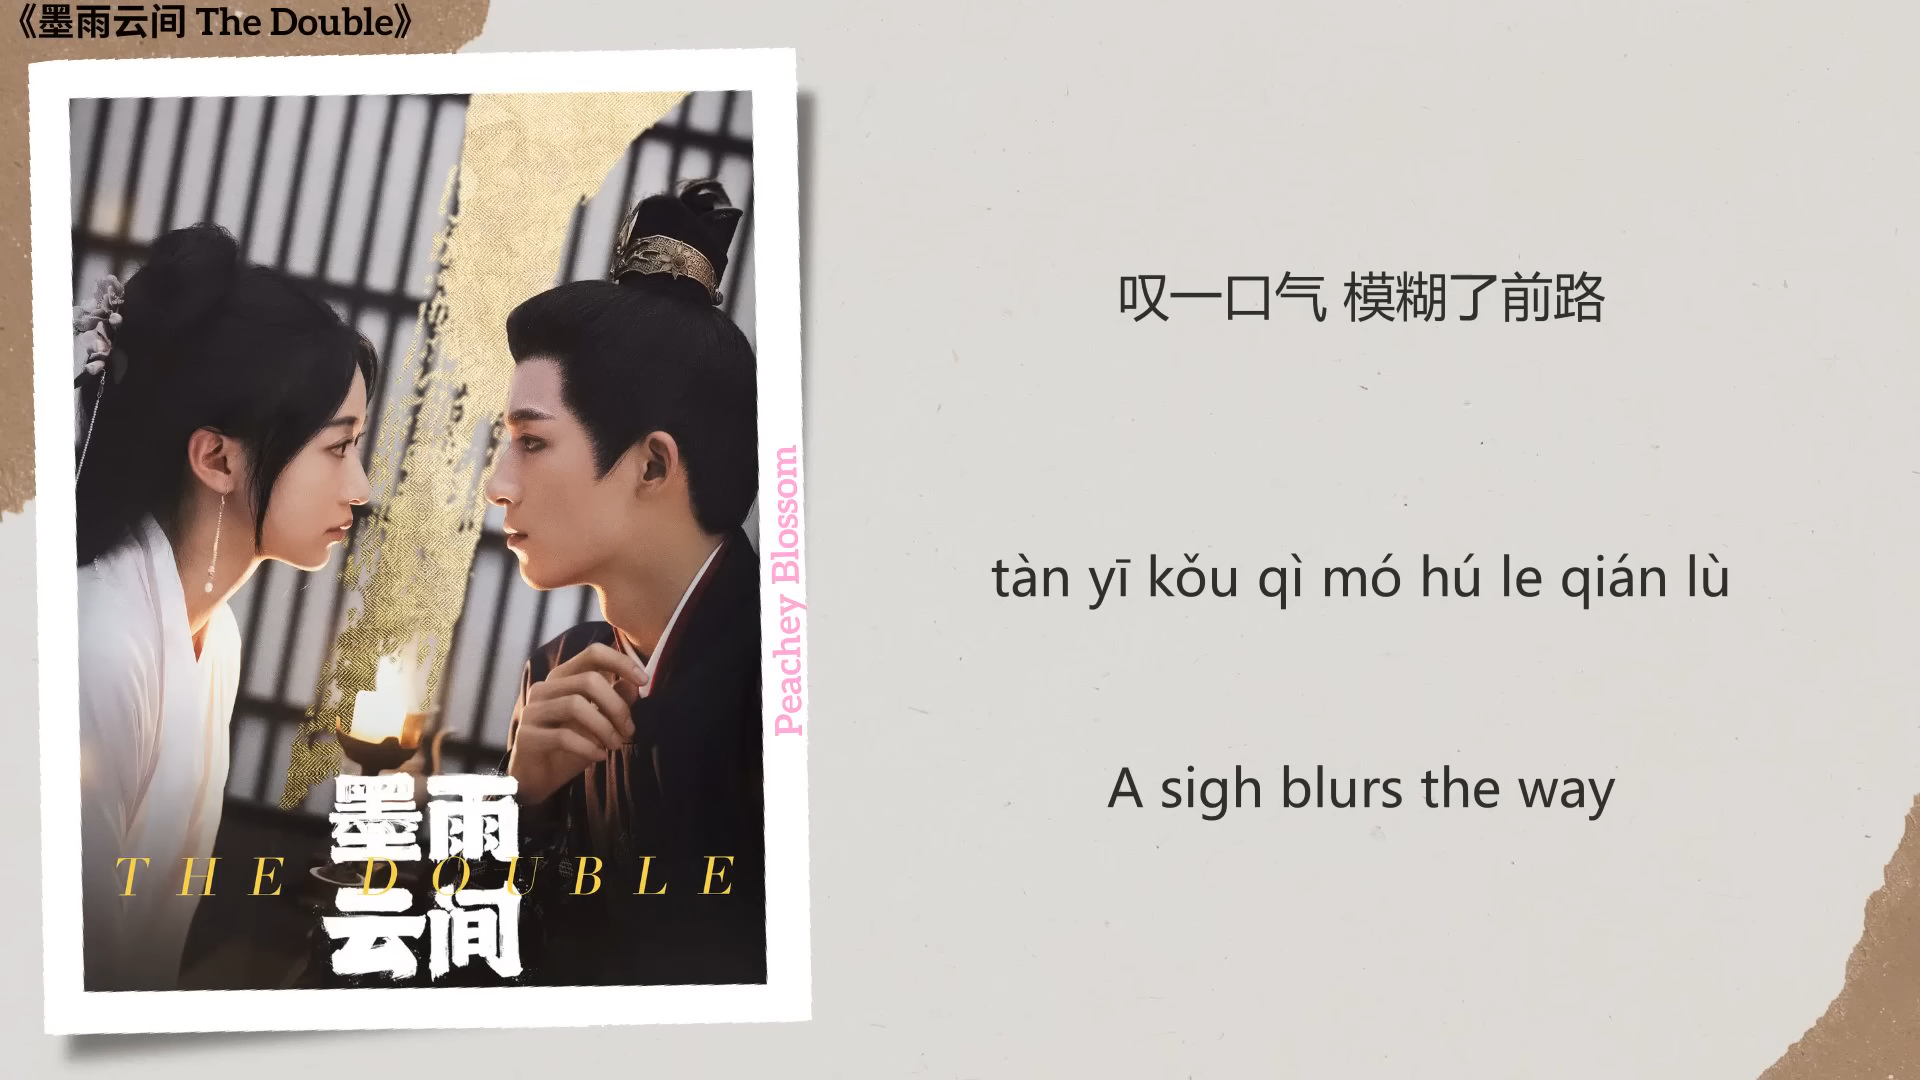 《墨雨云间 The Double》
叹一口气 模糊了前路
tàn yī kǒu qì mó hú le qián lù
A sigh blurs the way
Peachey Blossom
墨雨
THE DOUBLE
云间